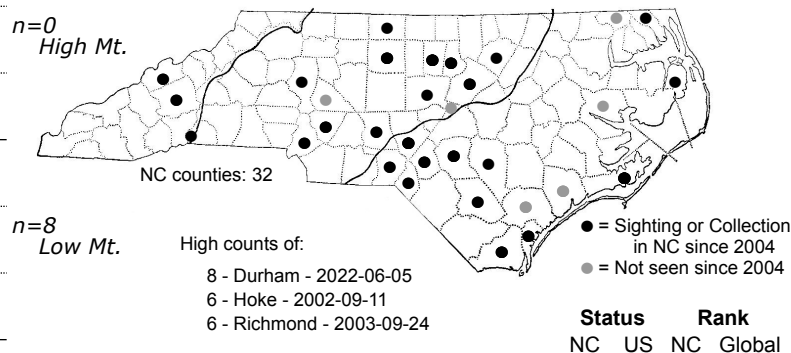 n=0
High Mt.
NC counties: 32
n=8
Low Mt.
High counts of:
8 - Durham - 2022-06-05
6 - Hoke - 2002-09-11
6 - Richmond - 2003-09-24
= Sighting or Collection
in NC since 2004
= Not seen since 2004
Status Rank
NC US NC Global